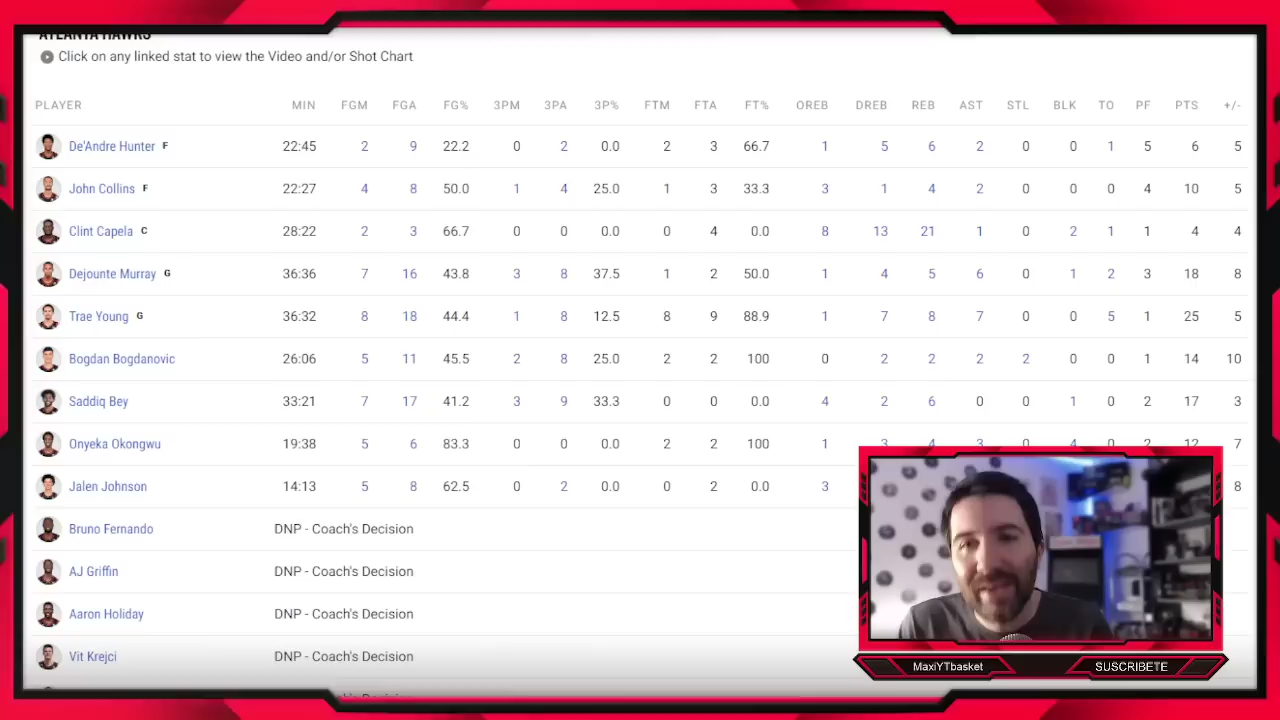 ATLANTA HAWKS
Click on any linked stat to view the Video and/or Shot Chart
PLAYER MIN FGM FGA FG% 3PM 3PA 3P% FTM FTA FT% OREB DREB REB AST STL BLK TO PF PTS +/-
De'Andre Hunter F 22:45 2 9 22.2 0 2 0.0 2 3 66.7 1 5 6 2 0 0 1 5 6 5
John Collins F 22:27 4 8 50.0 1 4 25.0 1 3 33.3 3 1 4 2 0 0 0 4 10 5
Clint Capela C 28:22 2 3 66.7 0 0 0.0 0 4 0.0 8 13 21 1 0 2 1 1 4 4
Dejounte Murray G 36:36 7 16 43.8 3 8 37.5 1 2 50.0 1 4 5 6 0 1 2 3 18 8
Trae Young G 36:32 8 18 44.4 1 8 12.5 8 9 88.9 1 7 8 7 0 0 5 1 25 5
Bogdan Bogdanovic 26:06 5 11 45.5 2 8 25.0 2 2 100 0 2 2 2 2 0 0 1 14 10
Saddiq Bey 33:21 7 17 41.2 3 9 33.3 0 0 0.0 4 2 6 0 0 1 0 2 17 3
Onyeka Okongwu 19:38 5 6 83.3 0 0 0.0 2 2 100 1 3 4 3 0 4 0 2 12 7
Jalen Johnson 14:13 5 8 62.5 0 2 0.0 0 2 0.0 3 8
Bruno Fernando DNP - Coach's Decision
AJ Griffin DNP - Coach's Decision
Aaron Holiday DNP - Coach's Decision
Vit Krejci DNP - Coach's Decision
MaxiYTbasket SUSCRIBETE